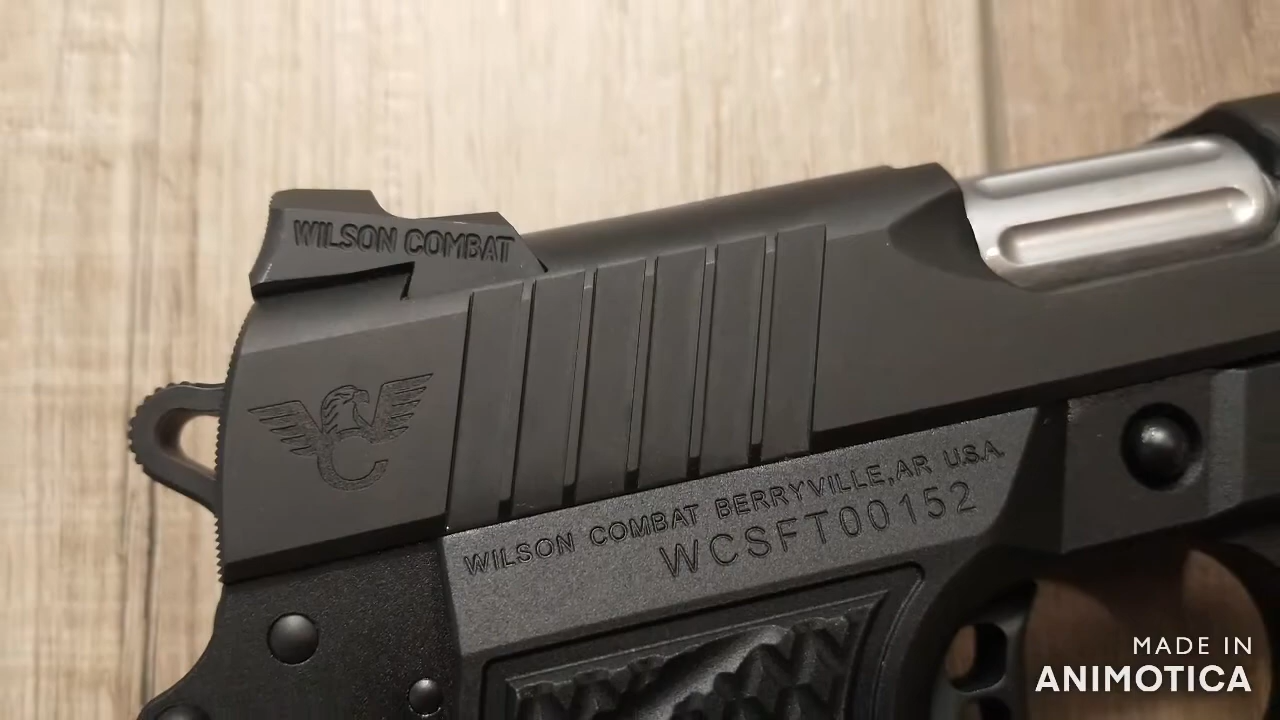 WILSON COMBAT
WILSON COMBAT BERRYVILLE, AR U.S.A.
WCSFT00152
MADE IN
ANIMOTICA